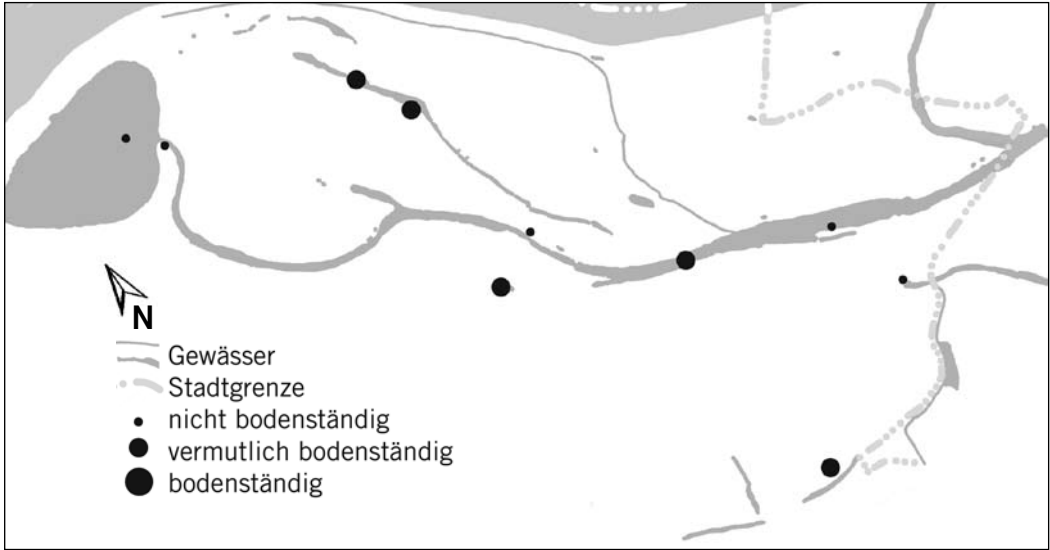 N
Gewässer
Stadtgrenze
nicht bodenständig
vermutlich bodenständig
bodenständig